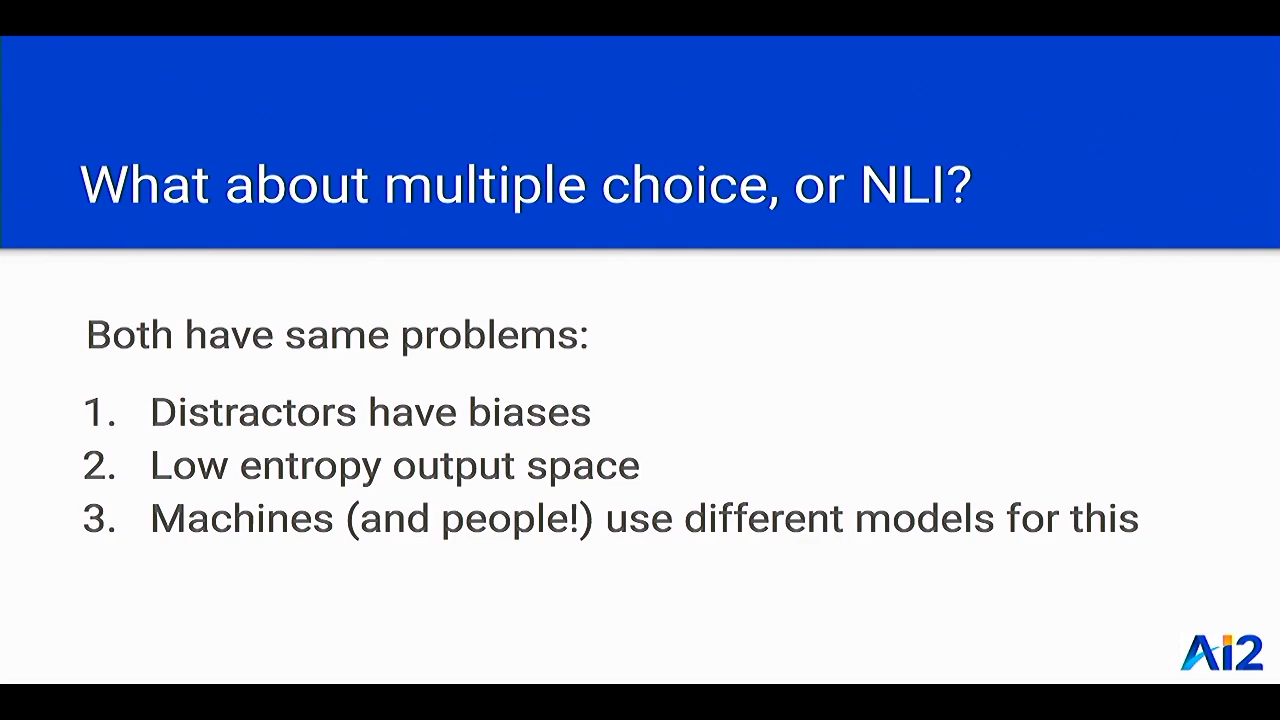 What about multiple choice, or NLI?
Both have same problems:
1. Distractors have biases
2. Low entropy output space
3. Machines (and people!) use different models for this
Ai2